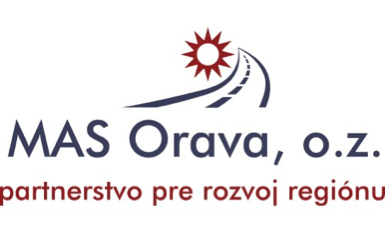 MAS Orava, o.z.
partnerstvo pre rozvoj regiónu